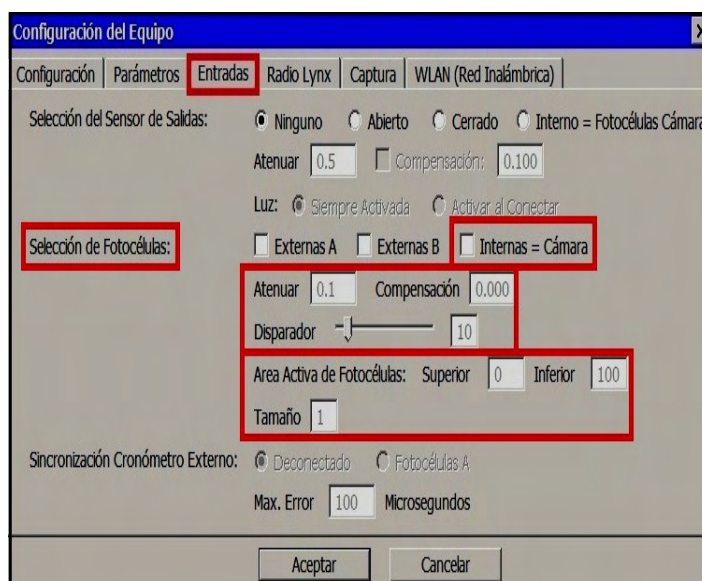 Configuración del Equipo
Configuración Parámetros Entradas Radio Lynx Captura WLAN (Red Inalámbrica)
Selección del Sensor de Salidas: Ninguno Abierto Cerrado Interno = Fotocélulas Cámara
Atenuar 0.5 Compensación: 0.100
Luz: Siempre Activada Activar al Conectar
Selección de Fotocélulas: Externas A Externas B Internas = Cámara
Atenuar 0.1 Compensación 0.000
Disparador 10
Area Activa de Fotocélulas: Superior 0 Inferior 100
Tamaño 1
Sincronización Cronómetro Externo: Deconectado Fotocélulas A
Max. Error 100 Microsegundos
Aceptar Cancelar